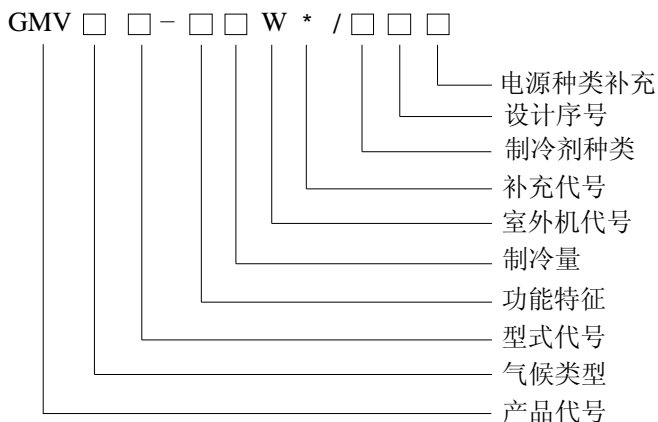 GMV□ □-□□ W * /□ □ □
电源种类补充
设计序号
制冷剂种类
补充代号
室外机代号
制冷量
功能特征
型式代号
气候类型
产品代号